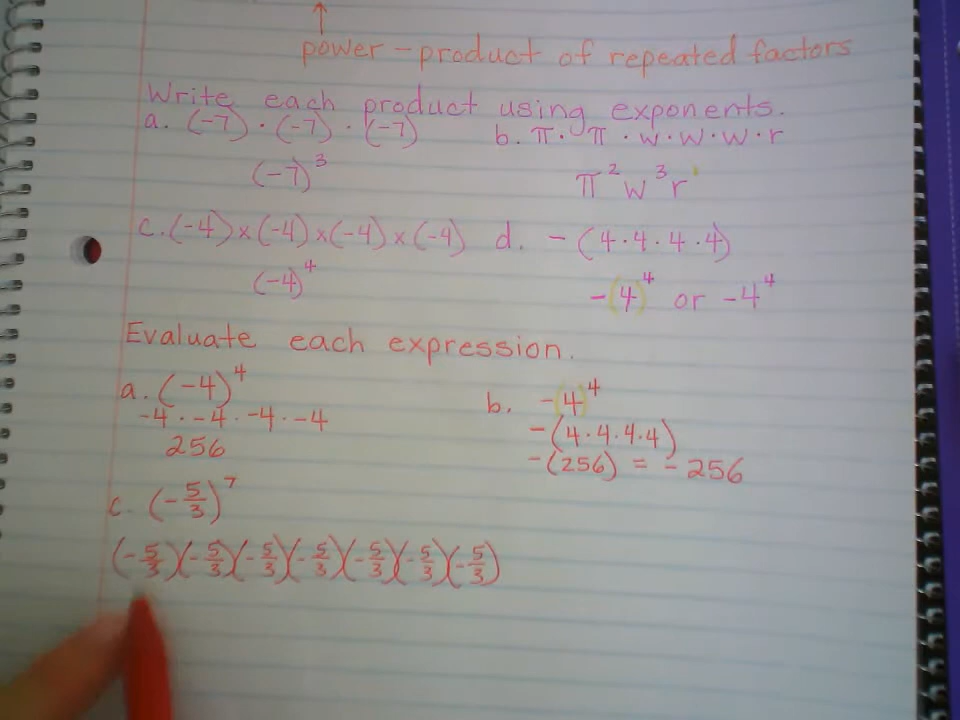 ↑
power - product of repeated factors
Write each product using exponents.
a. (-7) · (-7) · (-7)
b. π · π · w · w · w · r
(-7)³
π²w³r¹
c. (-4) × (-4) × (-4) × (-4)
d. - (4 · 4 · 4 · 4)
(-4)⁴
-(4)⁴ or -4⁴
Evaluate each expression.
a. (-4)⁴
b. -(4)⁴
-4 · -4 · -4 · -4
-(4 · 4 · 4 · 4)
256
-(256) = - 256
c. (-5/3)⁷
(-5/3)(-5/3)(-5/3)(-5/3)(-5/3)(-5/3)(-5/3)